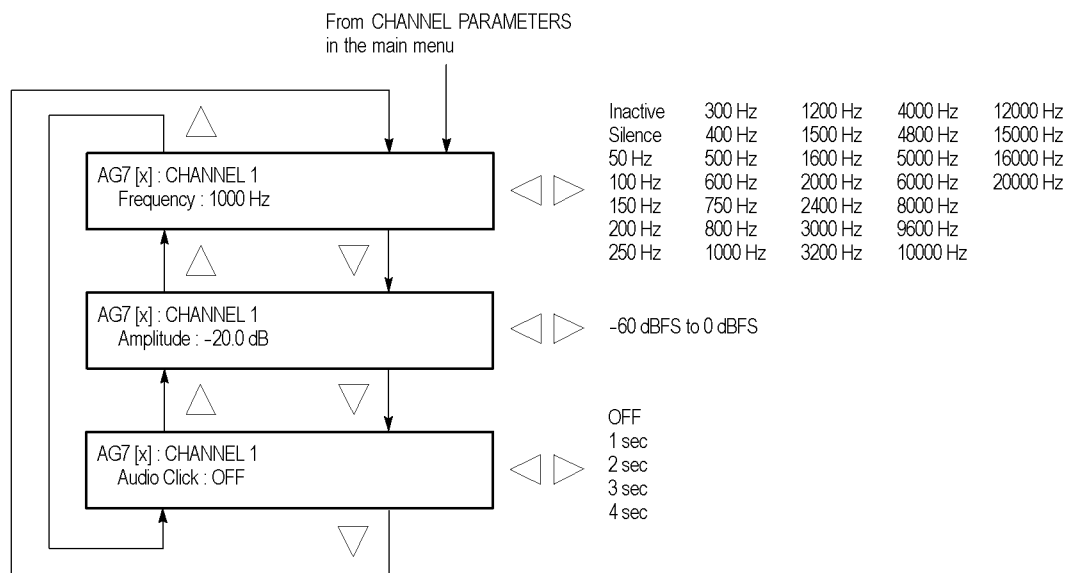 From CHANNEL PARAMETERS
in the main menu
AG7 [x] : CHANNEL 1
Frequency : 1000 Hz
Inactive 300 Hz 1200 Hz 4000 Hz 12000 Hz
Silence 400 Hz 1500 Hz 4800 Hz 15000 Hz
50 Hz 500 Hz 1600 Hz 5000 Hz 16000 Hz
100 Hz 600 Hz 2000 Hz 6000 Hz 20000 Hz
150 Hz 750 Hz 2400 Hz 8000 Hz
200 Hz 800 Hz 3000 Hz 9600 Hz
250 Hz 1000 Hz 3200 Hz 10000 Hz
AG7 [x] : CHANNEL 1
Amplitude : -20.0 dB
-60 dBFS to 0 dBFS
AG7 [x] : CHANNEL 1
Audio Click : OFF
OFF
1 sec
2 sec
3 sec
4 sec